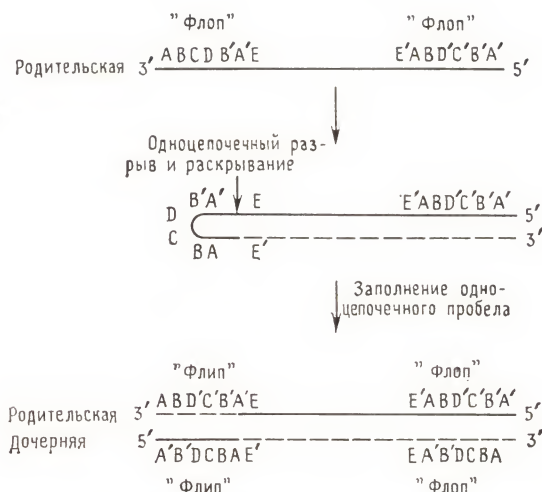 "Флоп" "Флоп"
ABCD B'A'E E'ABD'C'B'A'
Родительская 3' 5'
Одноцепочечный раз-
рыв и раскрывание
B'A' E E'ABD'C'B'A'
D 5'
C 3'
BA E'
Заполнение одно-
цепочечного пробела
"Флип" "Флоп"
ABD'C'B'A'E E'ABD'C'B'A'
Родительская 3' 5'
Дочерняя 5' 3'
A'B'DCBAE' EA'B'DCBA
"Флип" "Флоп"